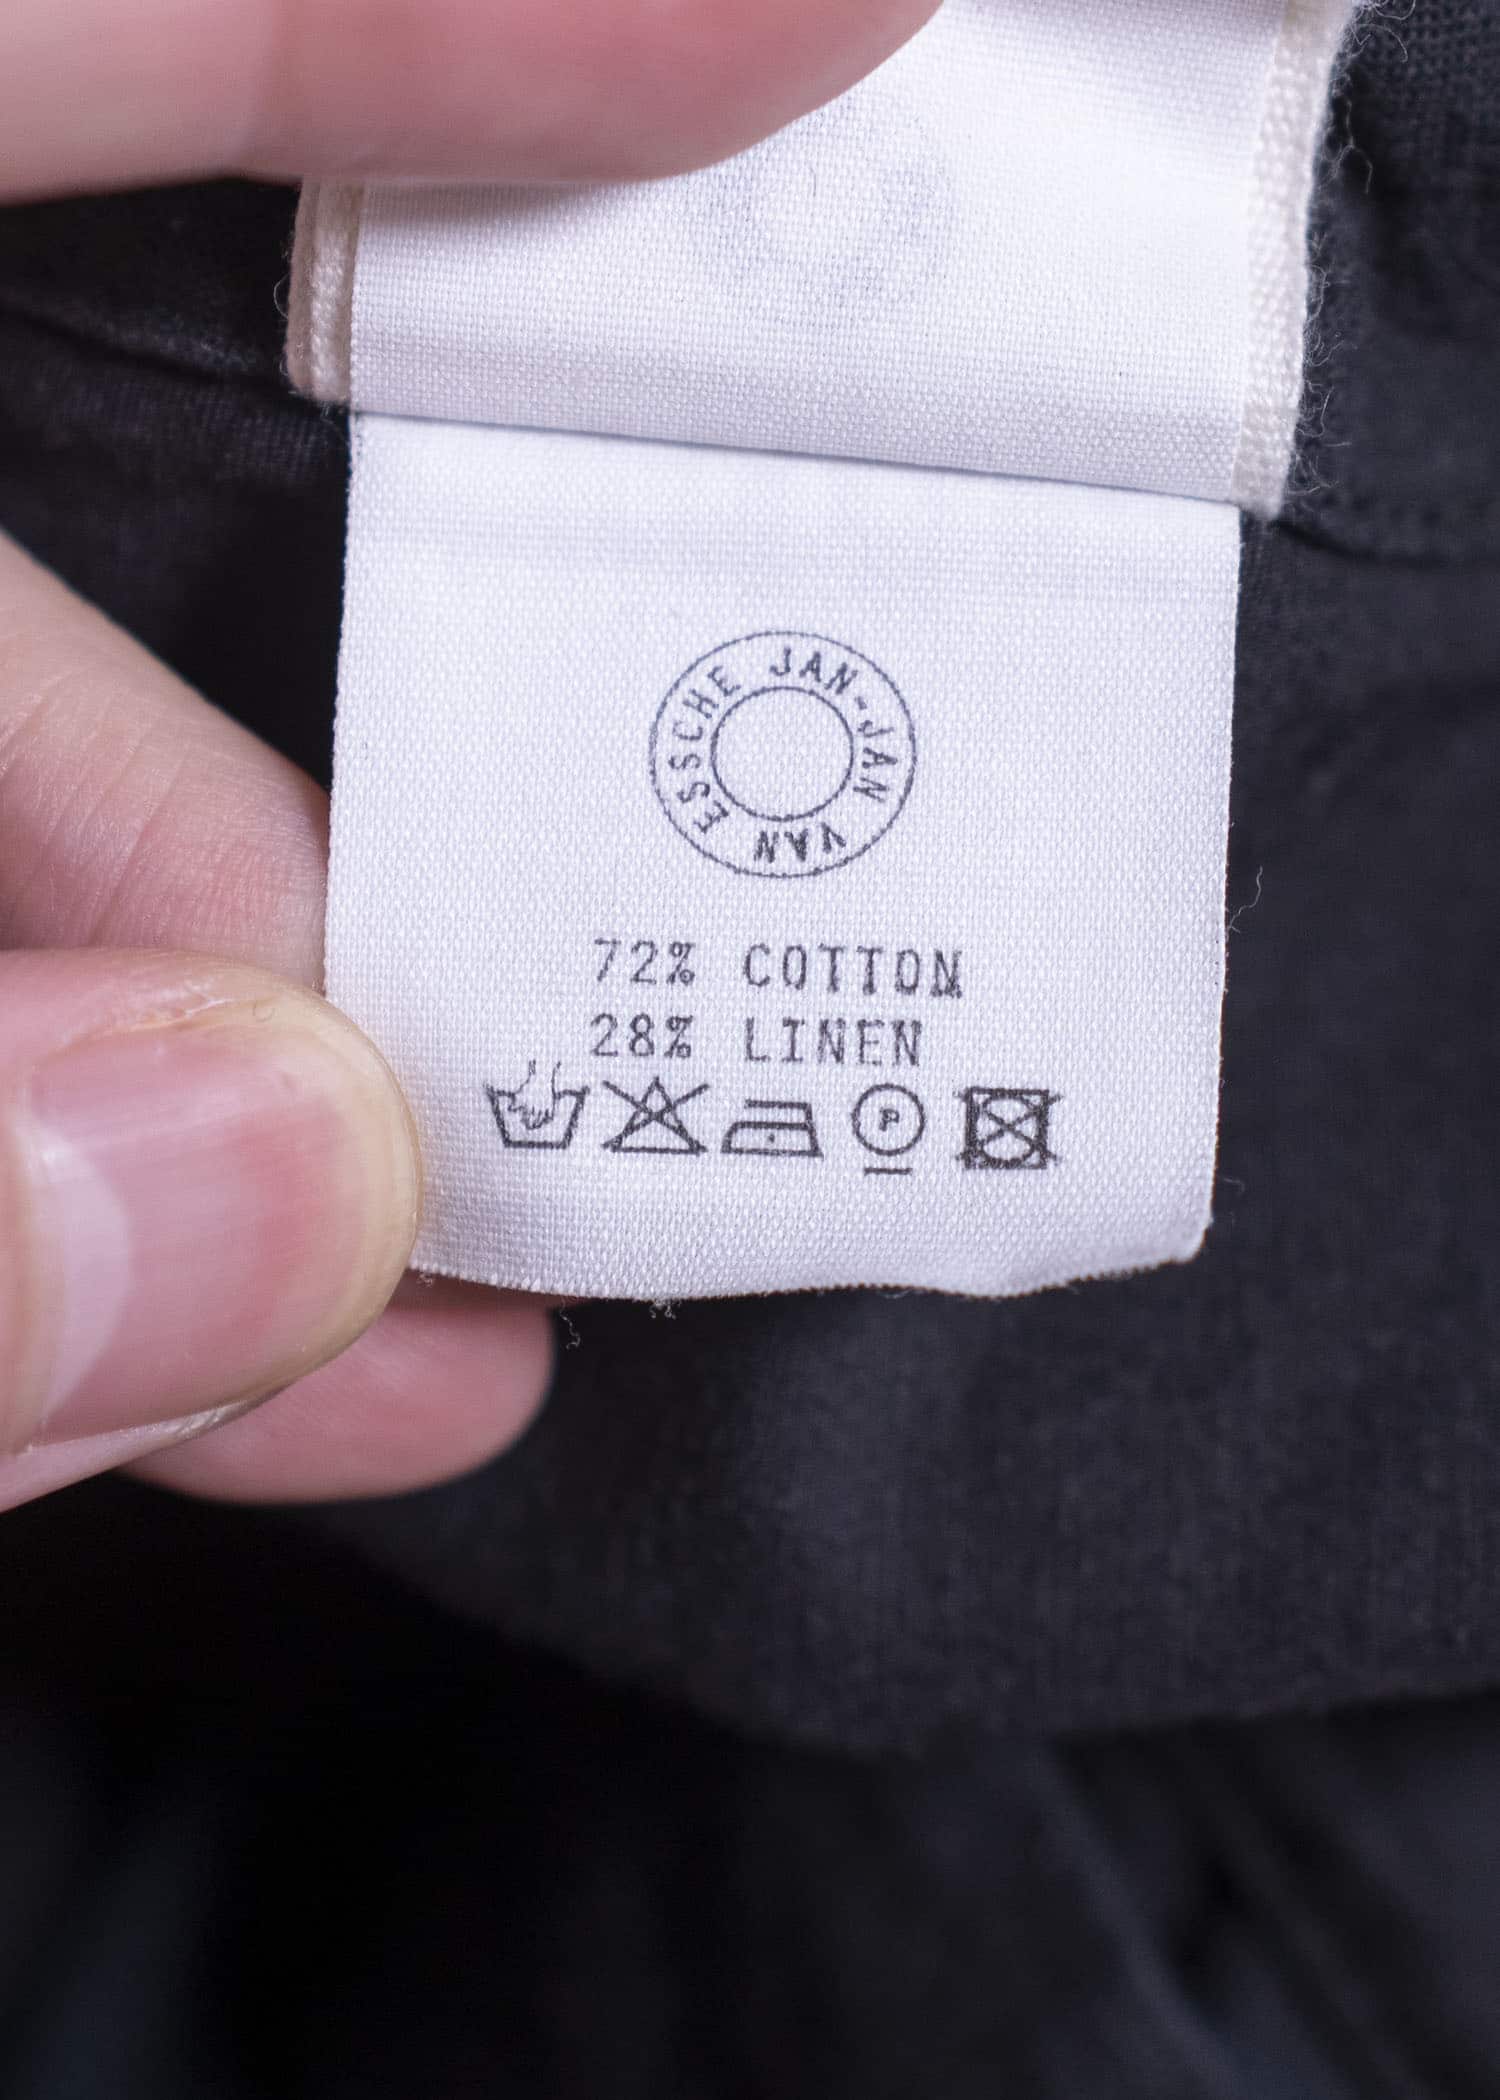 JAN-JAN VAN ESSCHE
72% COTTON
28% LINEN
P